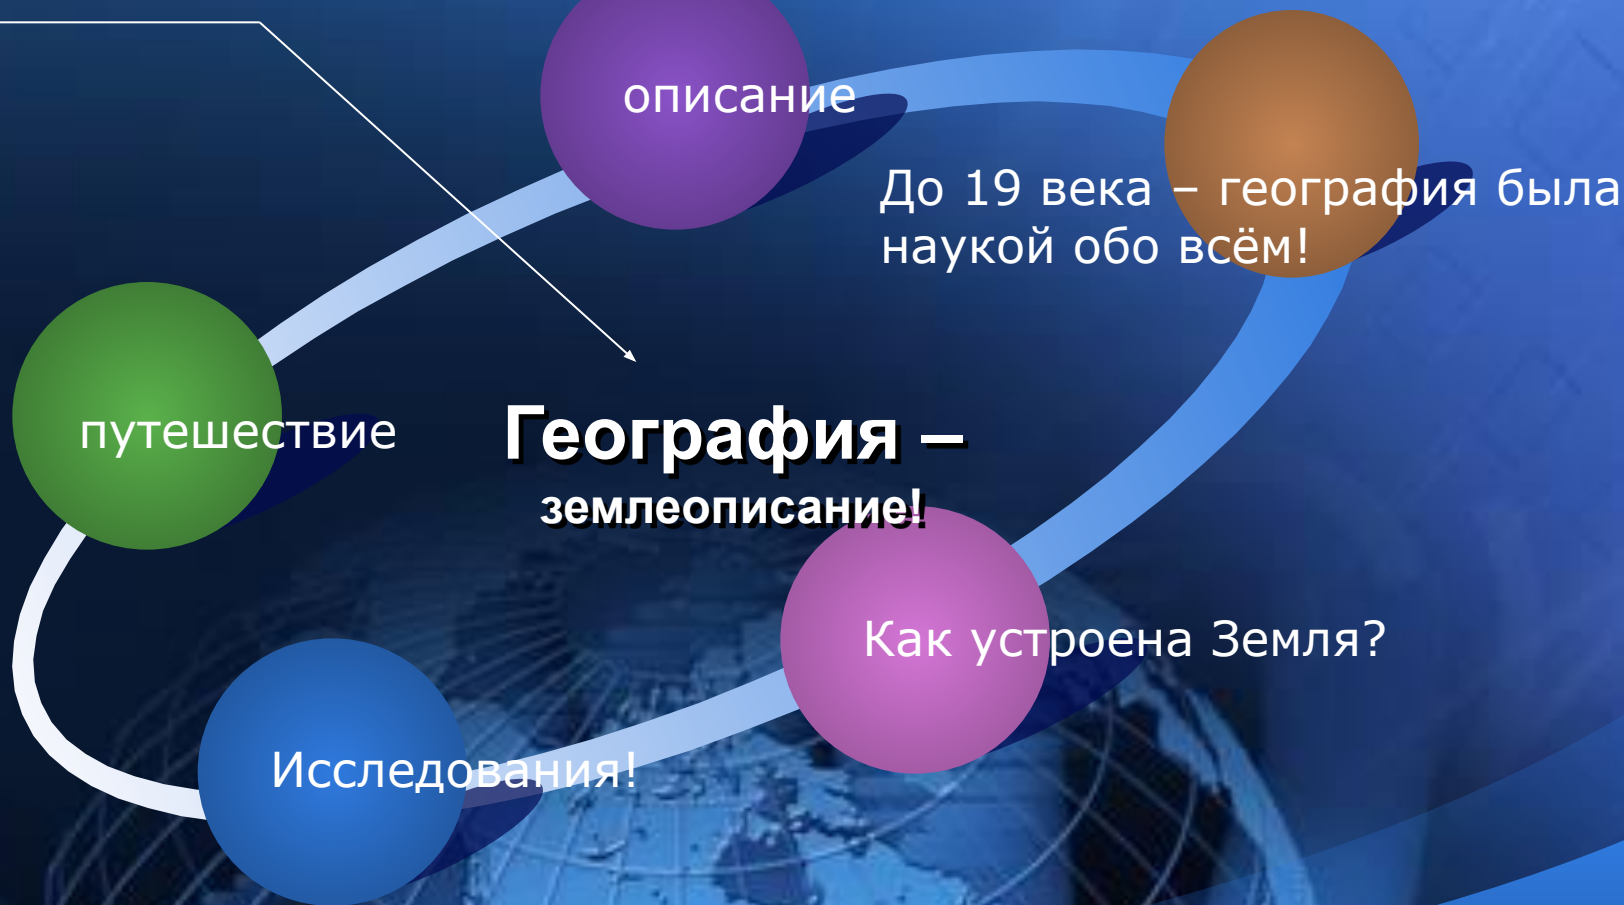 описание
До 19 века – география была
наукой обо всём!
путешествие
География –
землеописание!
Как устроена Земля?
Исследования!